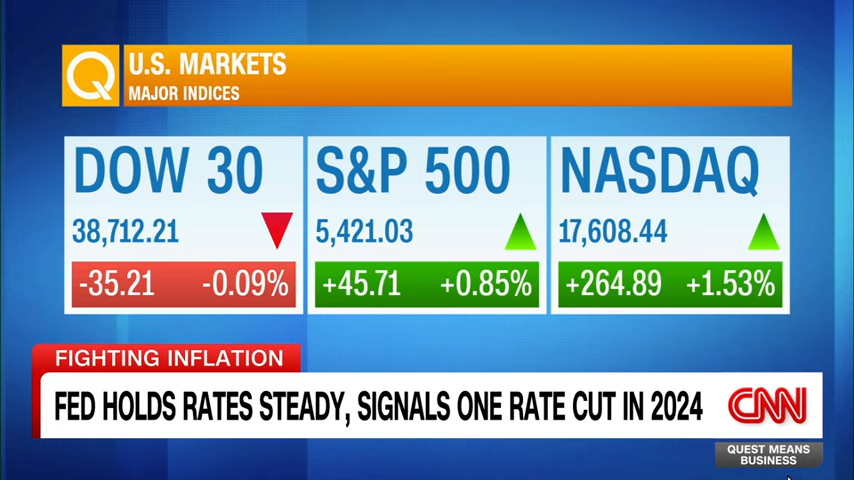 Q
U.S. MARKETS
MAJOR INDICES
DOW 30
38,712.21
-35.21 -0.09%
S&P 500
5,421.03
+45.71 +0.85%
NASDAQ
17,608.44
+264.89 +1.53%
FIGHTING INFLATION
FED HOLDS RATES STEADY, SIGNALS ONE RATE CUT IN 2024
CNN
QUEST MEANS
BUSINESS